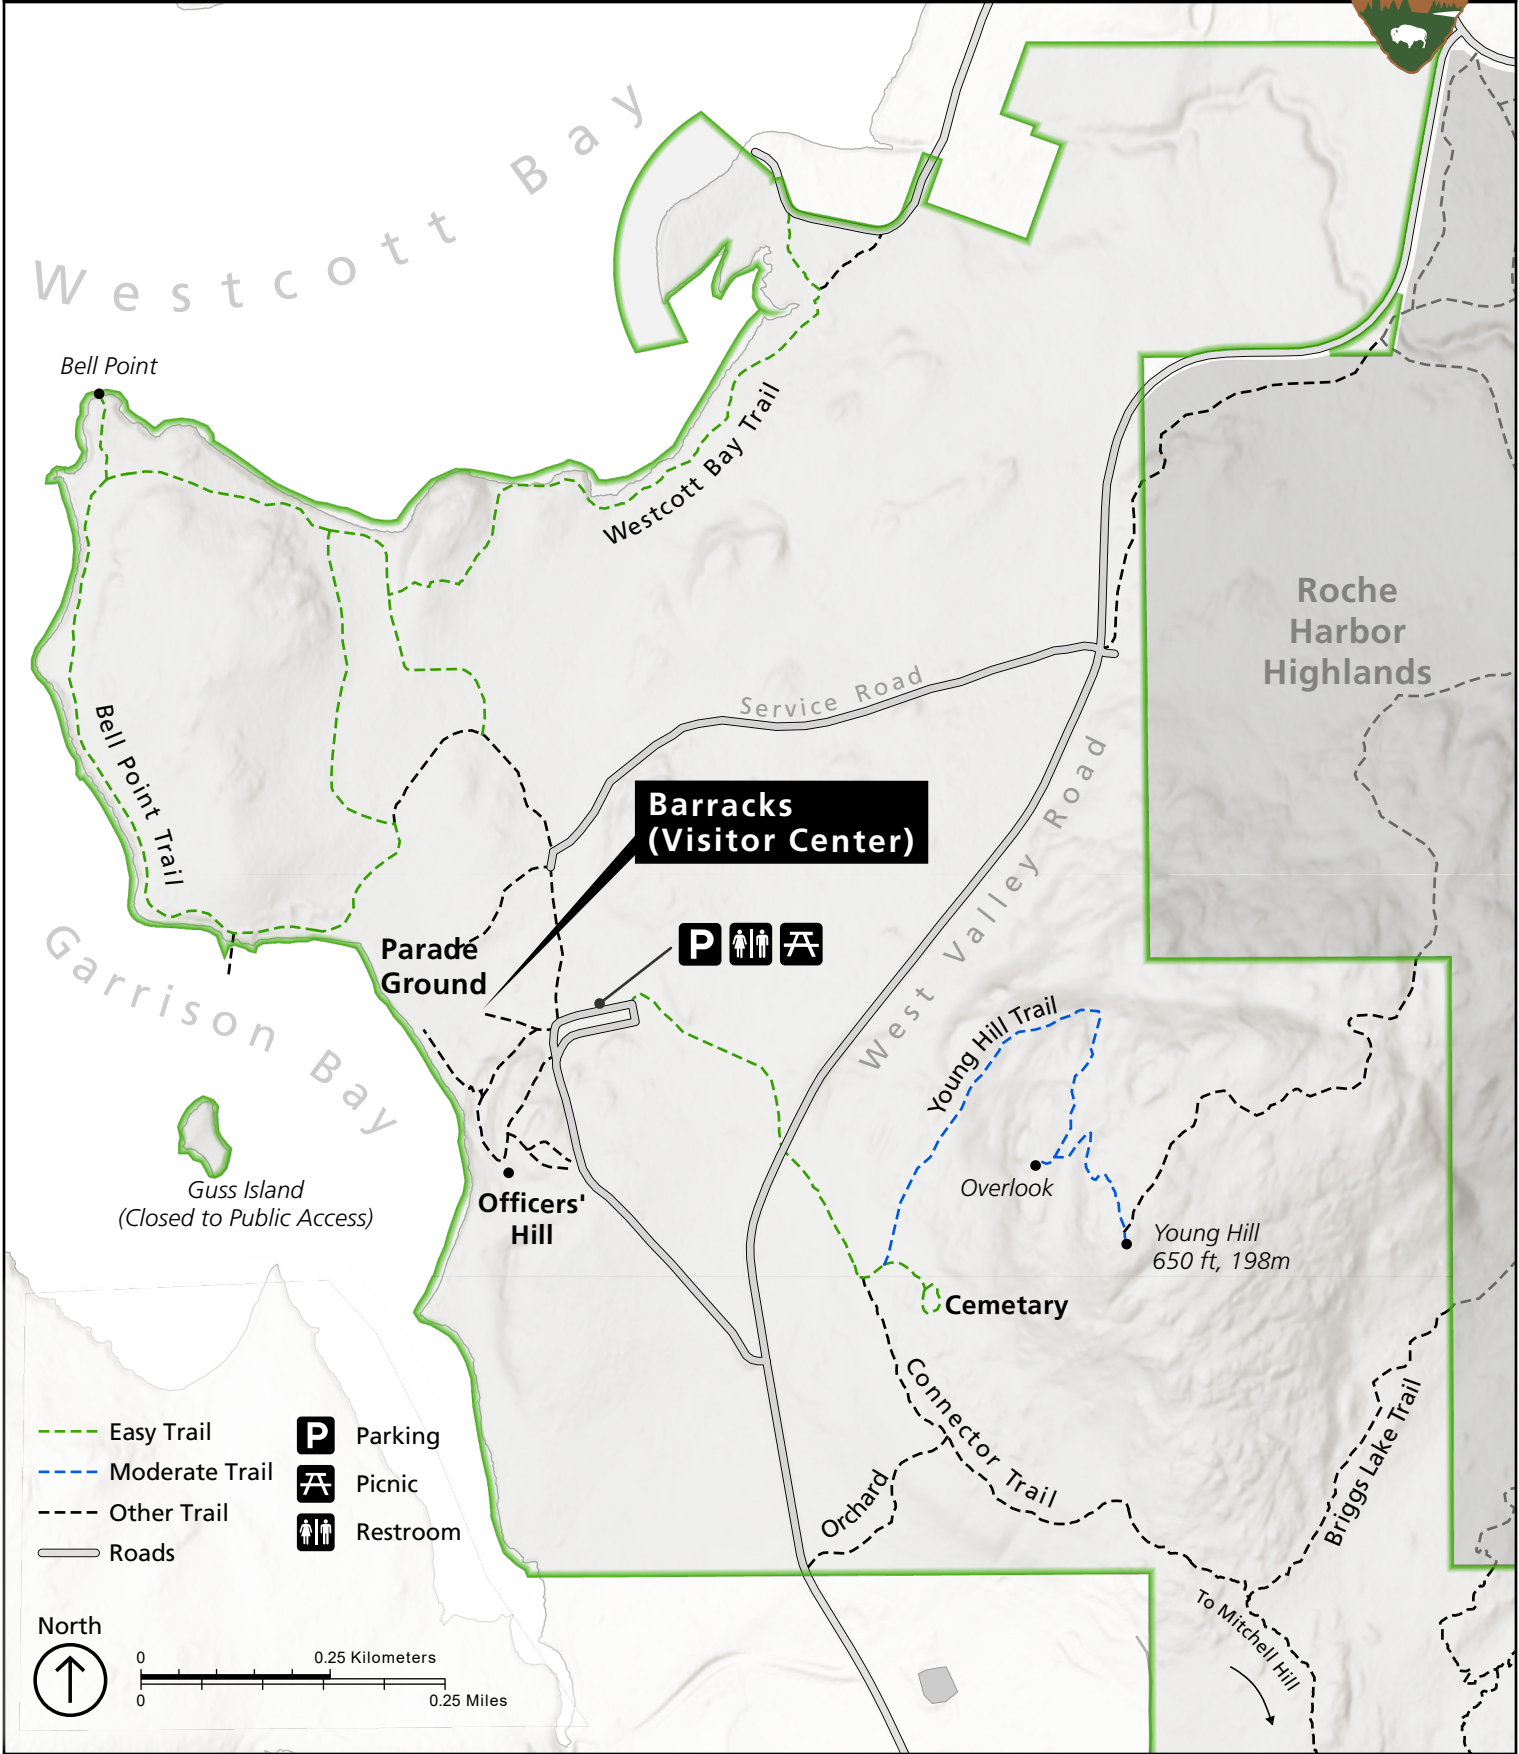 Westcott Bay
Bell Point
Westcott Bay Trail
Roche
Harbor
Highlands
Service Road
Bell Point Trail
West Valley Road
Barracks
(Visitor Center)
P
Parade
Ground
Garrison Bay
Young Hill Trail
Overlook
Guss Island
(Closed to Public Access)
Officers'
Hill
Young Hill
650 ft, 198m
Cemetary
Connector Trail
Orchard
Briggs Lake Trail
To Mitchell Hill
Easy Trail
Moderate Trail
Other Trail
Roads
P Parking
Picnic
Restroom
North
0 0.25 Kilometers
0 0.25 Miles